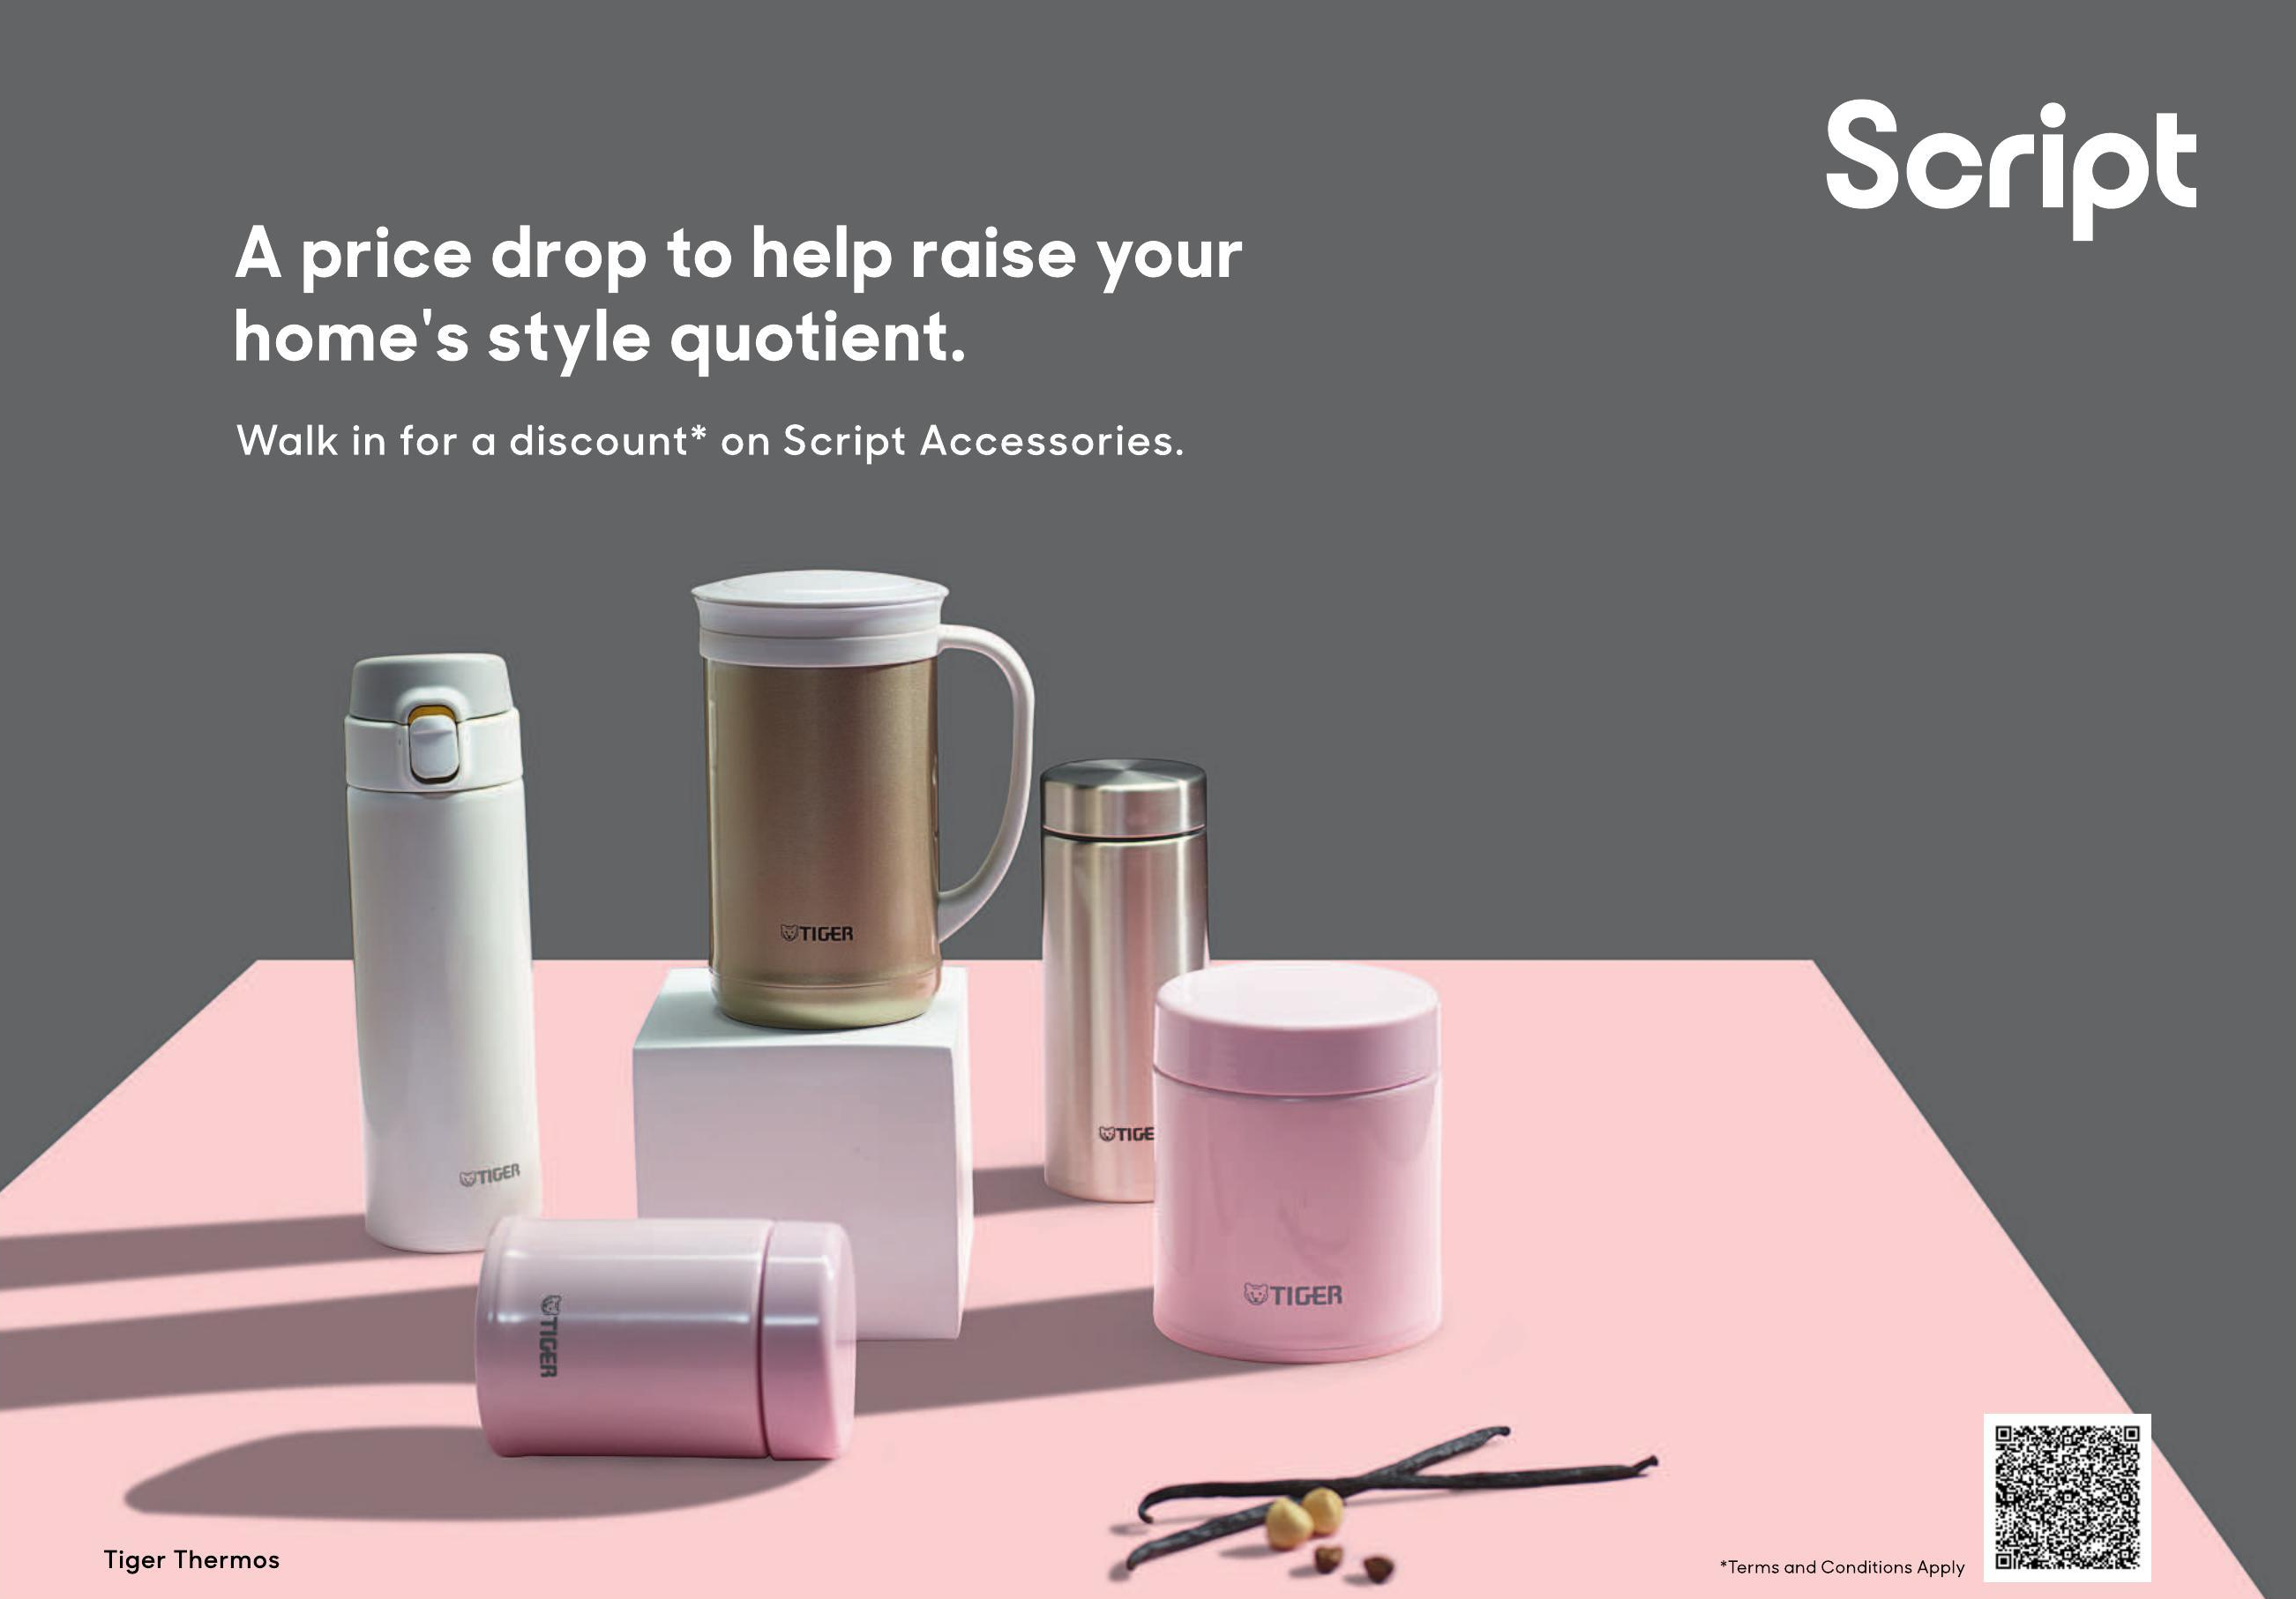 Script
A price drop to help raise your
home's style quotient.
Walk in for a discount* on Script Accessories.
TIGER
TIGE
TIGER
TIGER
TIGER
Tiger Thermos
*Terms and Conditions Apply